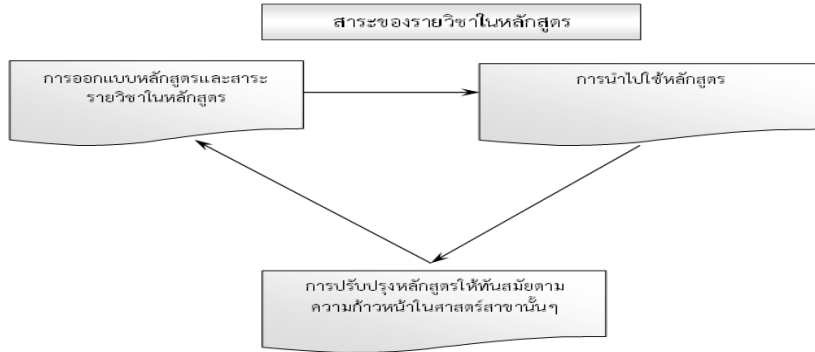 สาระของรายวิชาในหลักสูตร
การออกแบบหลักสูตรและสาระ
รายวิชาในหลักสูตร
การนำไปใช้หลักสูตร
การปรับปรุงหลักสูตรให้ทันสมัยตาม
ความก้าวหน้าในศาสตร์สาขานั้นๆ